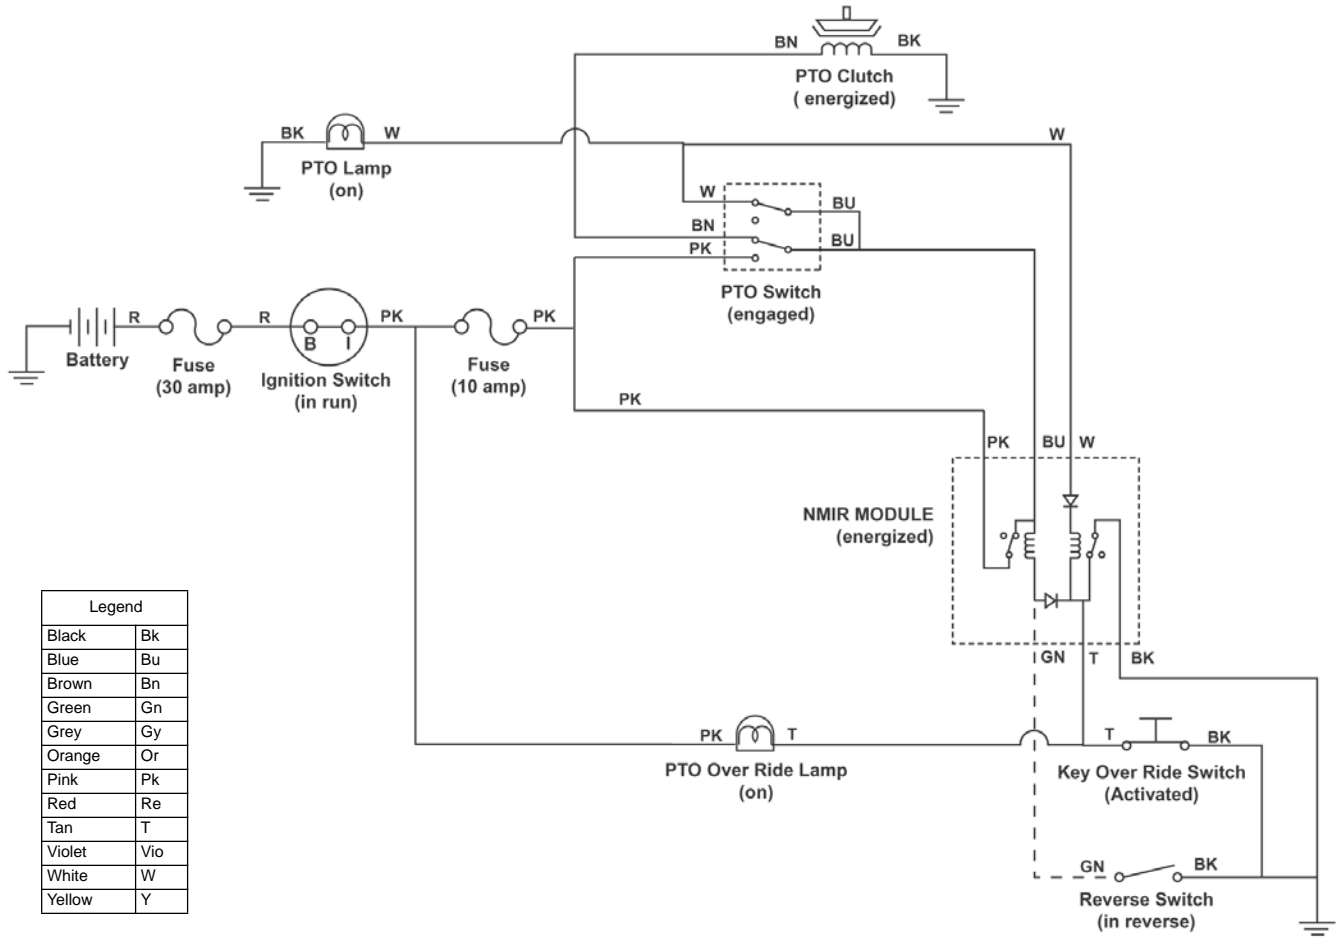 BN
BK
PTO Clutch
( energized)
BK
W
W
PTO Lamp
(on)
W
BU
BN
BU
PK
PTO Switch
(engaged)
R
R
PK
PK
B I
Battery
Fuse
(30 amp)
Ignition Switch
(in run)
Fuse
(10 amp)
PK
PK
BU
W
NMIR MODULE
(energized)
Legend
Black Bk
Blue Bu
Brown Bn
Green Gn
Grey Gy
Orange Or
Pink Pk
Red Re
Tan T
Violet Vio
White W
Yellow Y
GN
T
BK
PK
T
PTO Over Ride Lamp
(on)
T
BK
Key Over Ride Switch
(Activated)
GN
BK
Reverse Switch
(in reverse)